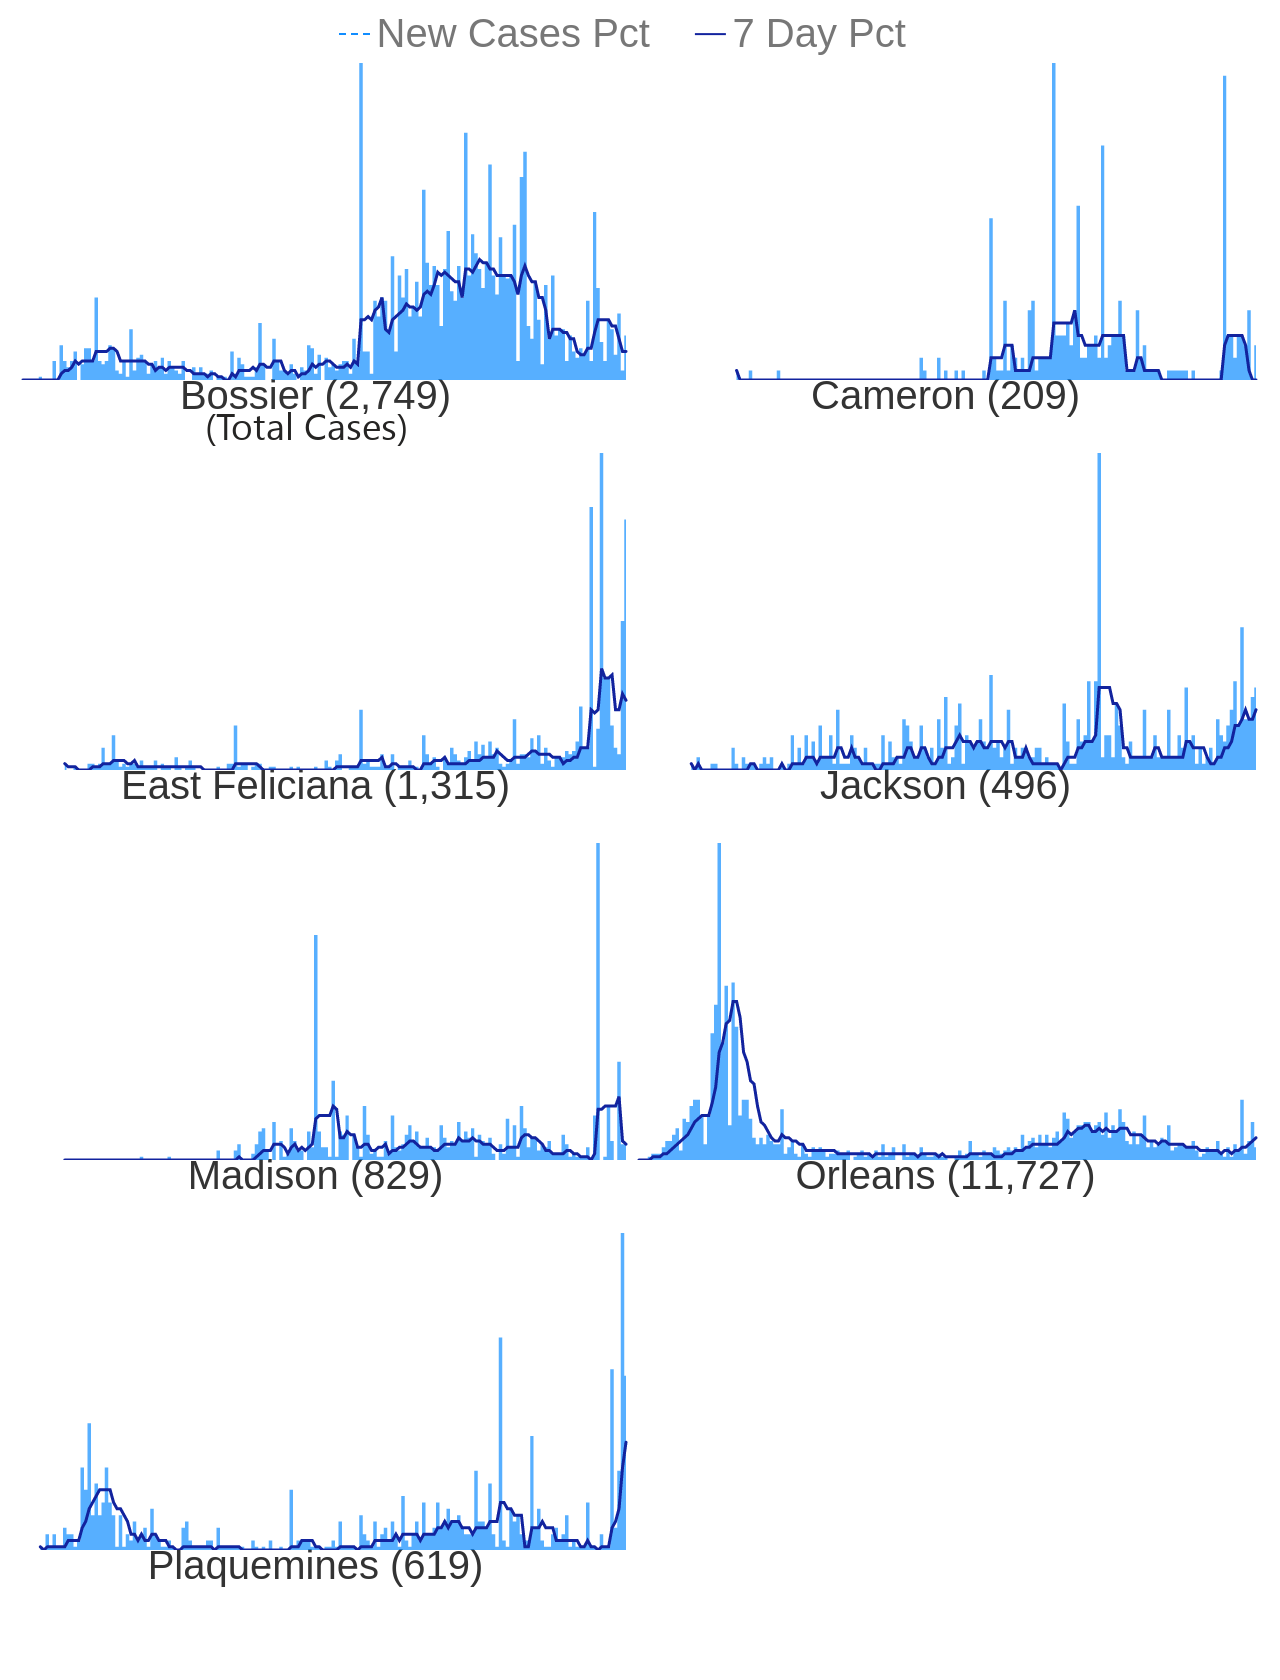 New Cases Pct 7 Day Pct
Bossier (2,749) Cameron (209)
(Total Cases)
East Feliciana (1,315) Jackson (496)
Madison (829) Orleans (11,727)
Plaquemines (619)